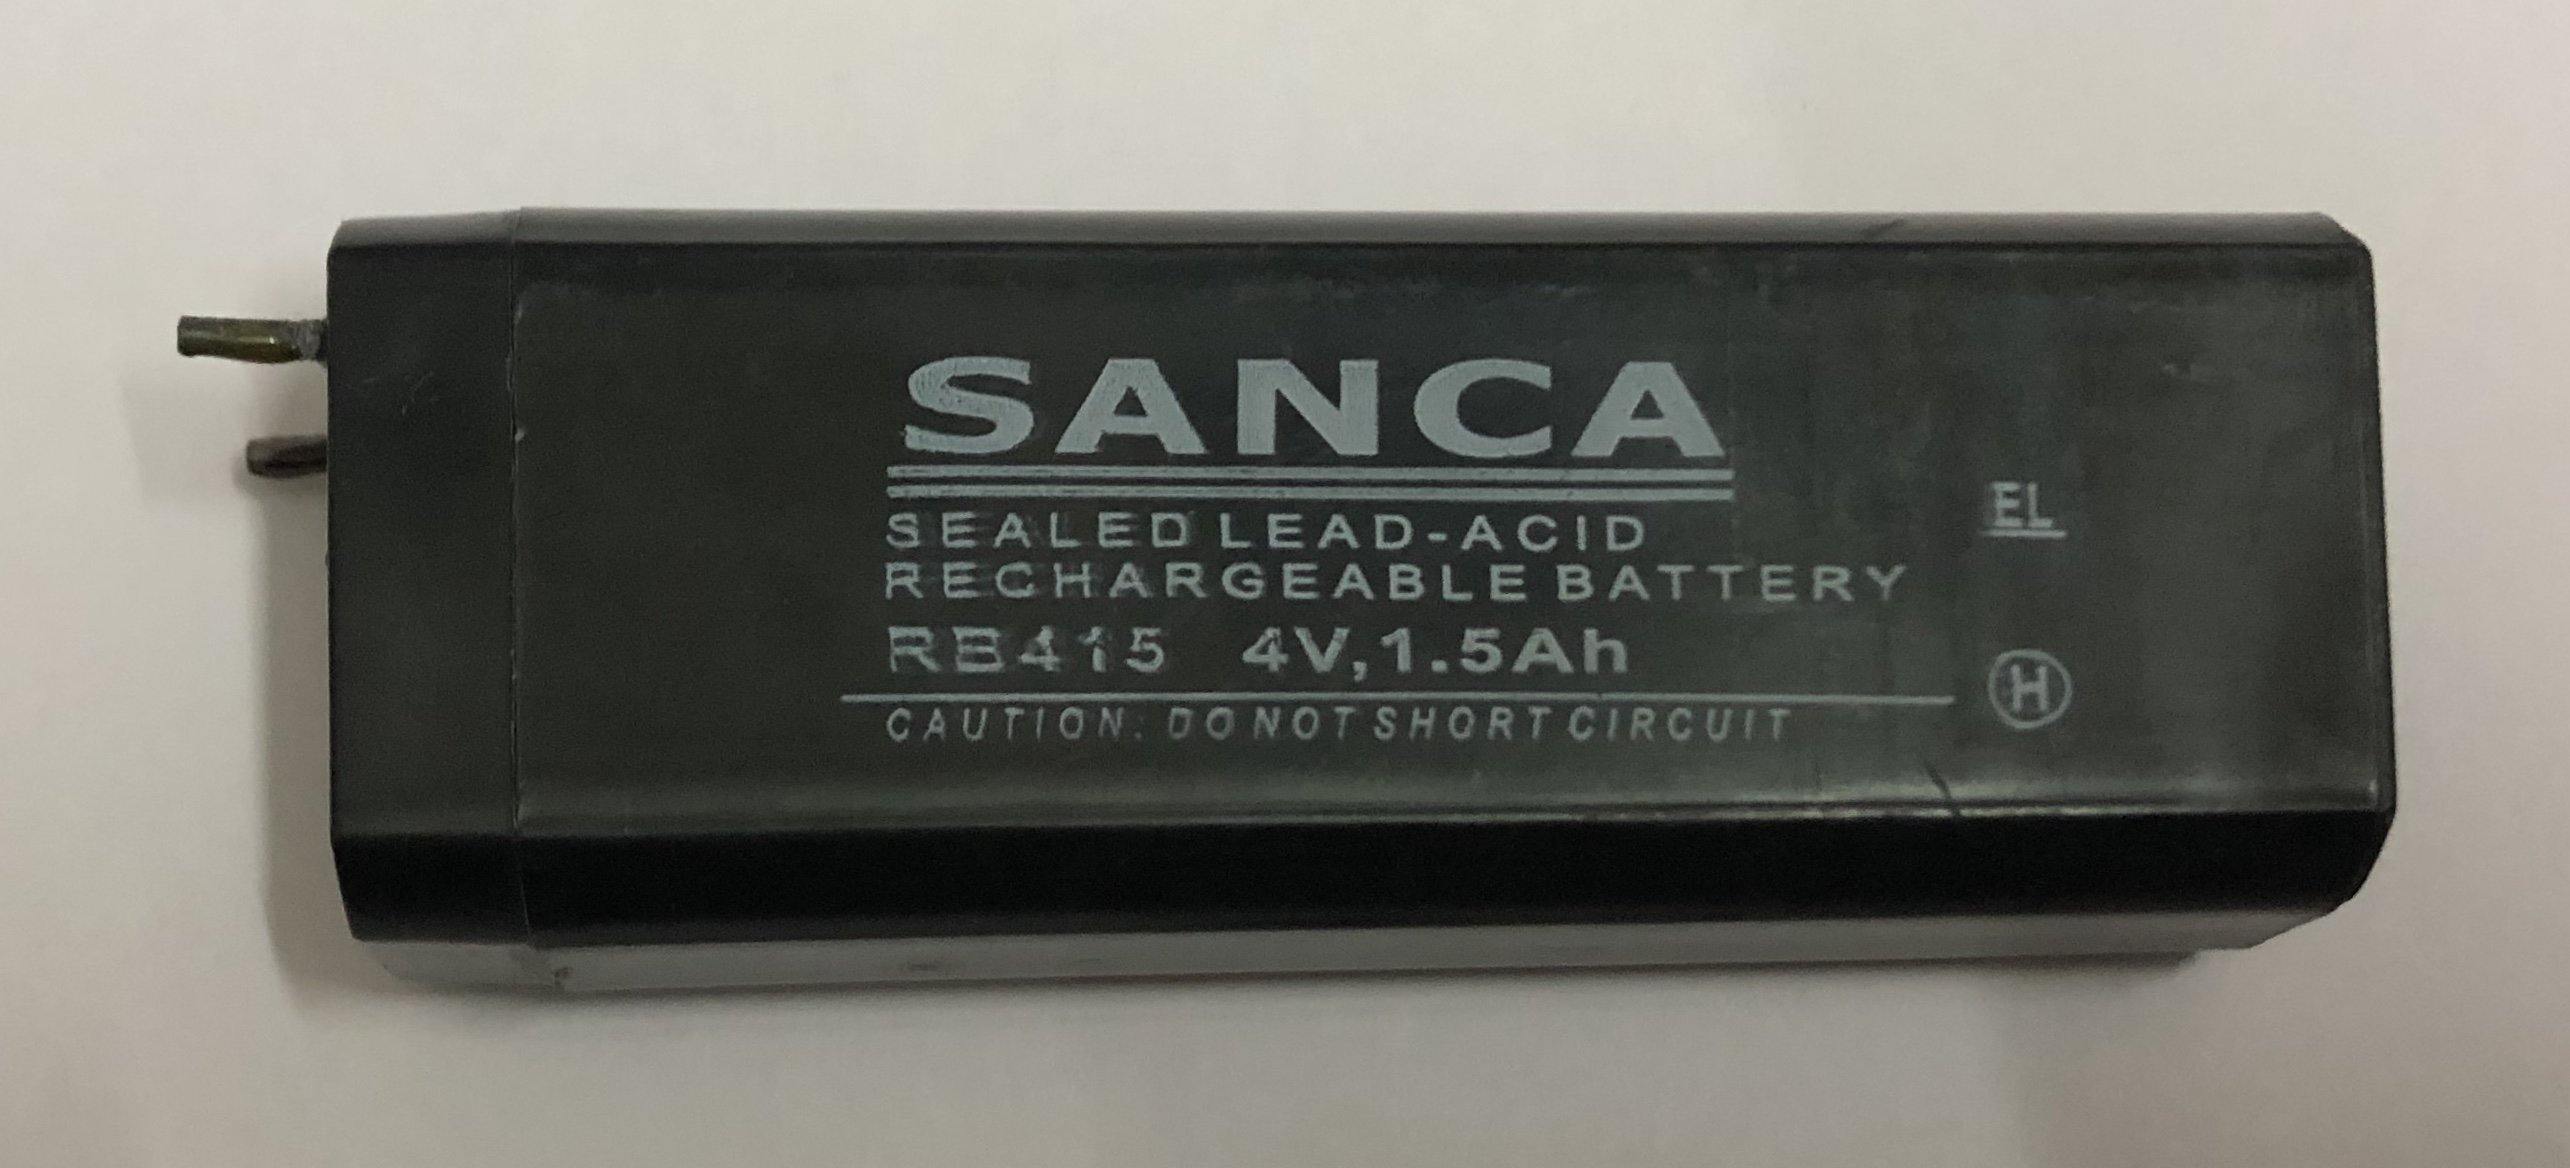 SANCA
SEALED LEAD-ACID
RECHARGEABLE BATTERY
RB415 4V,1.5Ah
CAUTION: DO NOT SHORT CIRCUIT
EL
H